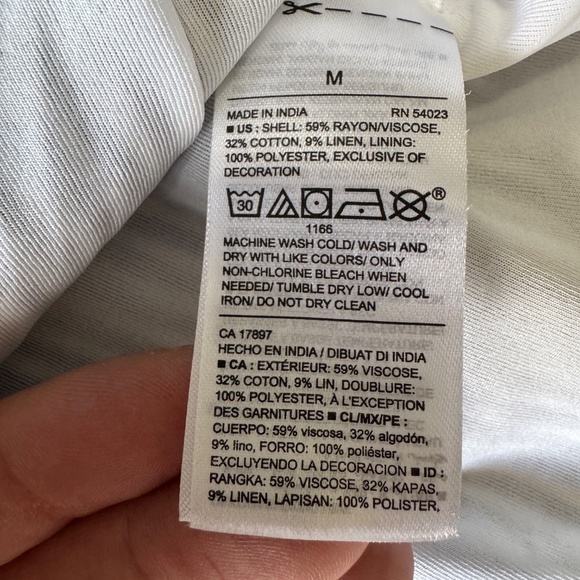 M
MADE IN INDIA RN 54023
■ US : SHELL: 59% RAYON/VISCOSE,
32% COTTON, 9% LINEN, LINING:
100% POLYESTER, EXCLUSIVE OF
DECORATION
30 ®
1166
MACHINE WASH COLD/ WASH AND
DRY WITH LIKE COLORS/ ONLY
NON-CHLORINE BLEACH WHEN
NEEDED/ TUMBLE DRY LOW/ COOL
IRON/ DO NOT DRY CLEAN
CA 17897
HECHO EN INDIA / DIBUAT DI INDIA
■ CA : EXTÉRIEUR: 59% VISCOSE,
32% COTON, 9% LIN, DOUBLURE:
100% POLYESTER, À L'EXCEPTION
DES GARNITURES ■ CL/MX/PE :
CUERPO: 59% viscosa, 32% algodón,
9% lino, FORRO: 100% poliéster,
EXCLUYENDO LA DECORACION ■ ID :
RANGKA: 59% VISCOSE, 32% KAPAS,
9% LINEN, LAPISAN: 100% POLISTER,